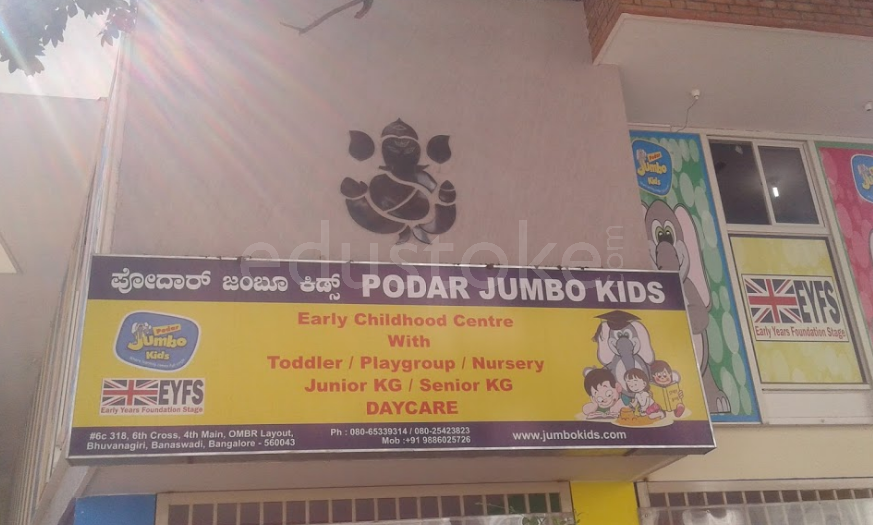 ಪೋದಾರ್ ಜಂಬೂ ಕಿಡ್ಸ್ PODAR JUMBO KIDS
Early Childhood Centre
With
Toddler / Playgroup / Nursery
Junior KG / Senior KG
DAYCARE
Podar
Jumbo
Kids
EYFS
Early Years Foundation Stage
#6c 318, 6th Cross, 4th Main, OMBR Layout,
Bhuvanagiri, Banaswadi, Bangalore - 560043
Ph : 080-65339314 / 080-25423823
Mob :+91 9886025726
www.jumbokids.com
Podar
Jumbo
Kids
EYFS
Early Years Foundation Stage
edustoke.com